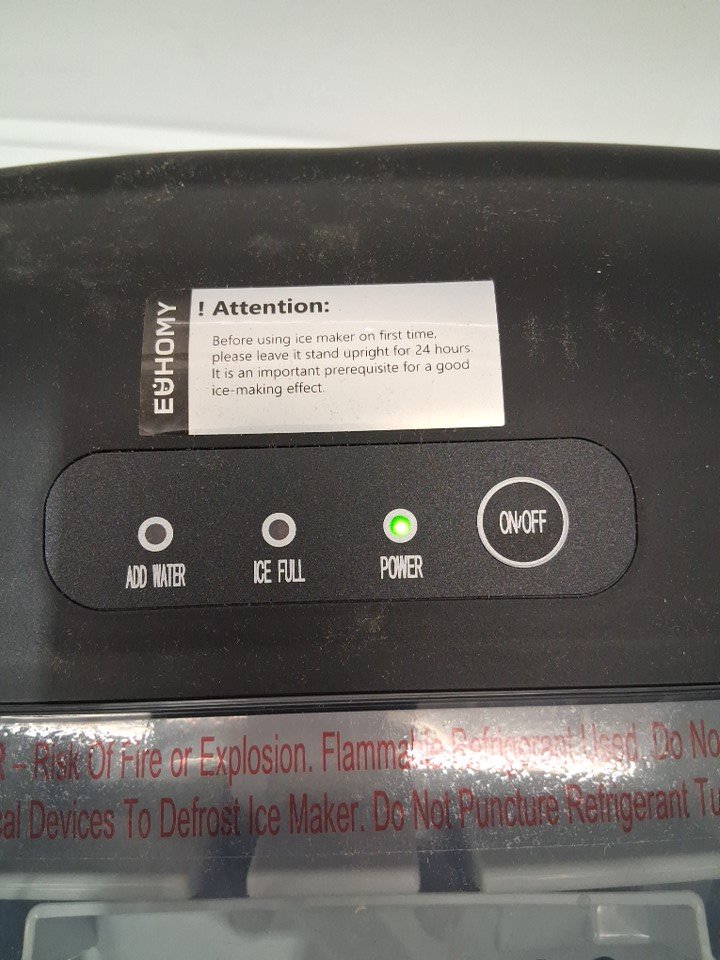 EUHOMY
! Attention:
Before using ice maker on first time,
please leave it stand upright for 24 hours.
It is an important prerequisite for a good
ice-making effect.
ADD WATER
ICE FULL
POWER
ON/OFF
– Risk Of Fire or Explosion. Flammable Refrigerant Used. Do
Devices To Defrost Ice Maker. Do Not Puncture Refrigerant